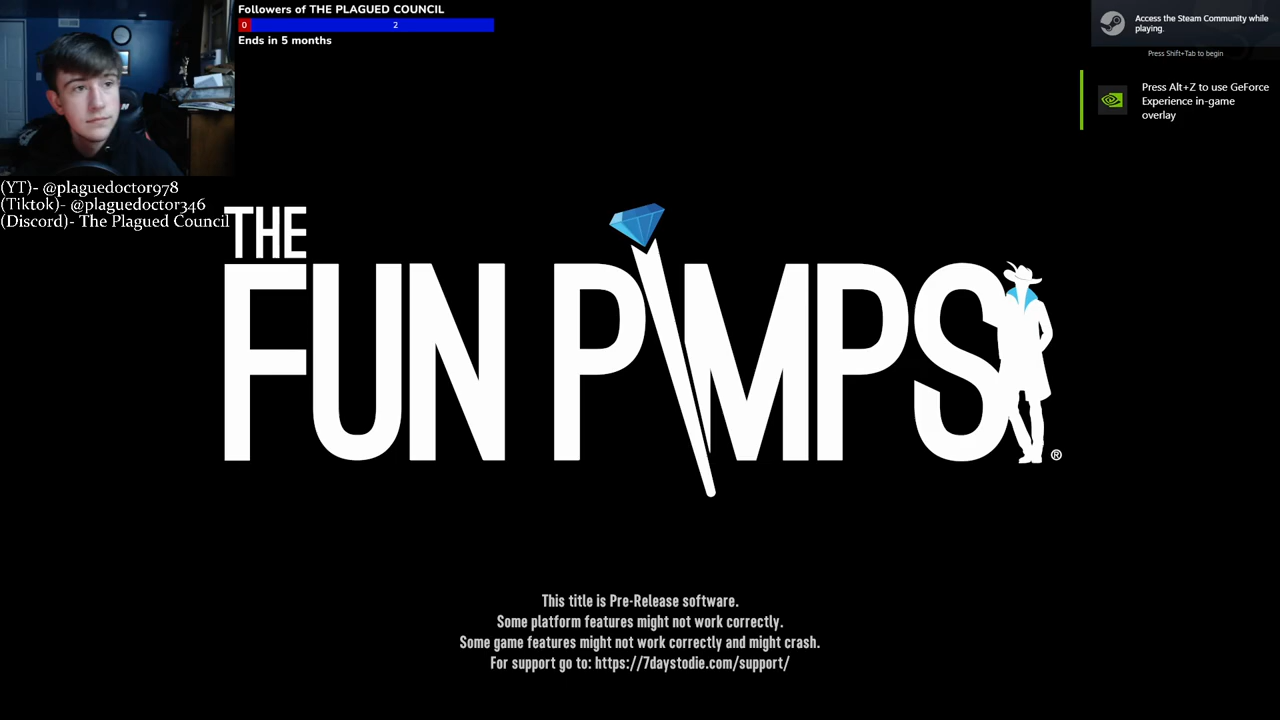 Followers of THE PLAGUED COUNCIL
0 2
Ends in 5 months
Access the Steam Community while
playing.
Press Shift+Tab to begin
Press Alt+Z to use GeForce
Experience in-game
overlay
(YT)- @plaguedoctor978
(Tiktok)- @plaguedoctor346
(Discord)- The Plagued Council
THE
FUN PIMPS
®
This title is Pre-Release software.
Some platform features might not work correctly.
Some game features might not work correctly and might crash.
For support go to: https://7daystodie.com/support/